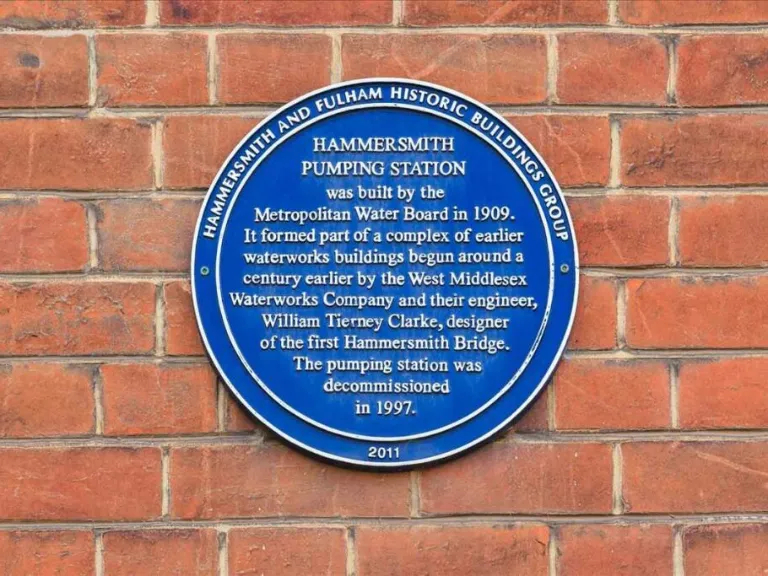 HAMMERSMITH AND FULHAM HISTORIC BUILDINGS GROUP
HAMMERSMITH
PUMPING STATION
was built by the
Metropolitan Water Board in 1909.
It formed part of a complex of earlier
waterworks buildings begun around a
century earlier by the West Middlesex
Waterworks Company and their engineer,
William Tierney Clarke, designer
of the first Hammersmith Bridge.
The pumping station was
decommissioned
in 1997.
2011